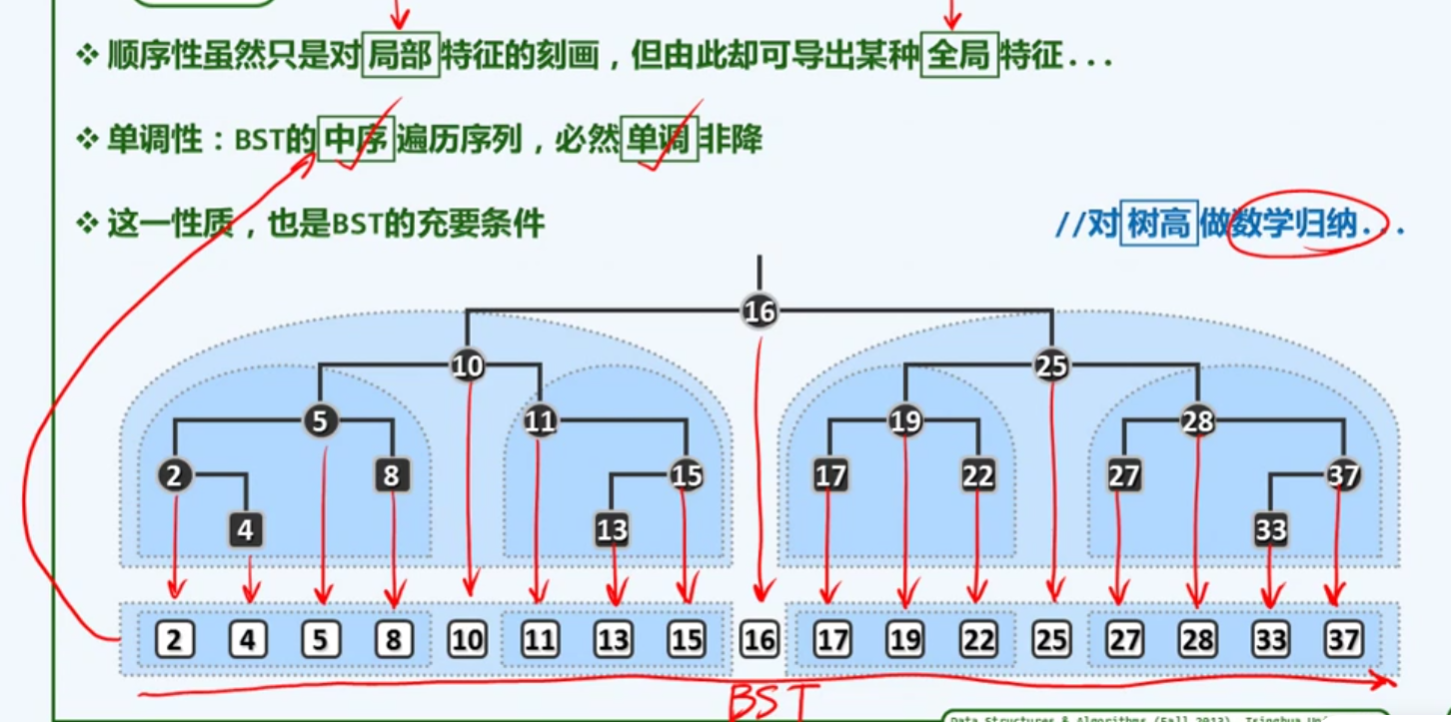 ❖ 顺序性虽然只是对局部特征的刻画，但由此却可导出某种全局特征...
❖ 单调性：BST的中序遍历序列，必然单调非降
❖ 这一性质，也是BST的充要条件 //对树高做数学归纳...
16
10 25
5 11 19 28
2 8 15 17 22 27 37
4 13 33
2 4 5 8 10 11 13 15 16 17 19 22 25 27 28 33 37
BST
Data Structures & Algorithms (Fall 2013), Tsinghua